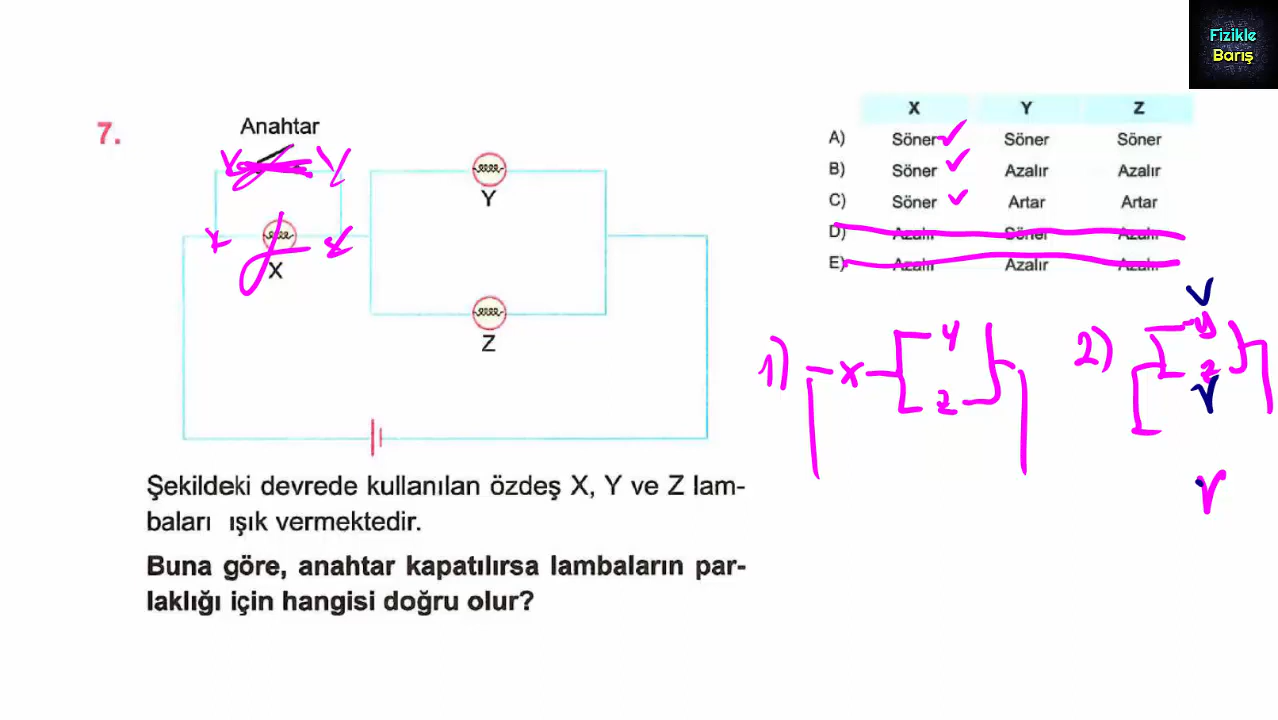 Fizikle
Barış
7.
Anahtar
X
Y
Z
X Y Z
A) Söner Söner Söner
B) Söner Azalır Azalır
C) Söner Artar Artar
D) Azalır Söner Azalır
E) Azalır Azalır Azalır
Şekildeki devrede kullanılan özdeş X, Y ve Z lam-
baları ışık vermektedir.
Buna göre, anahtar kapatılırsa lambaların par-
laklığı için hangisi doğru olur?
x x
Y Y
1) X Y Z
2) V Y Z V
V